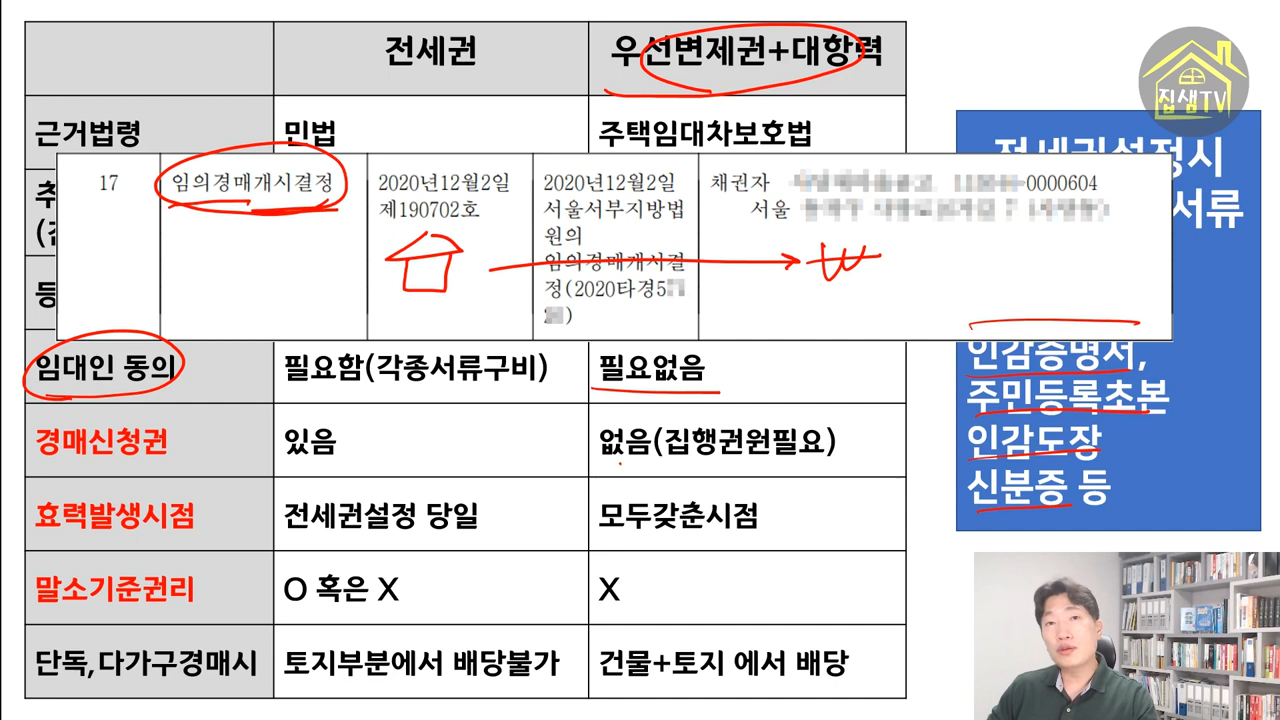 전세권 우선변제권+대항력
집샘TV
근거법령 민법 주택임대차보호법
전세권설정시
서류
17 임의경매개시결정 2020년12월2일 2020년12월2일 채권자 -0000604
제190702호 서울서부지방법 서울
원의
임의경매개시결
정(2020타경5
취
등
임대인 동의 필요함(각종서류구비) 필요없음
인감증명서,
주민등록초본
인감도장
신분증 등
경매신청권 있음 없음(집행권원필요)
효력발생시점 전세권설정 당일 모두갖춘시점
말소기준권리 O 혹은 X X
단독,다가구경매시 토지부분에서 배당불가 건물+토지 에서 배당